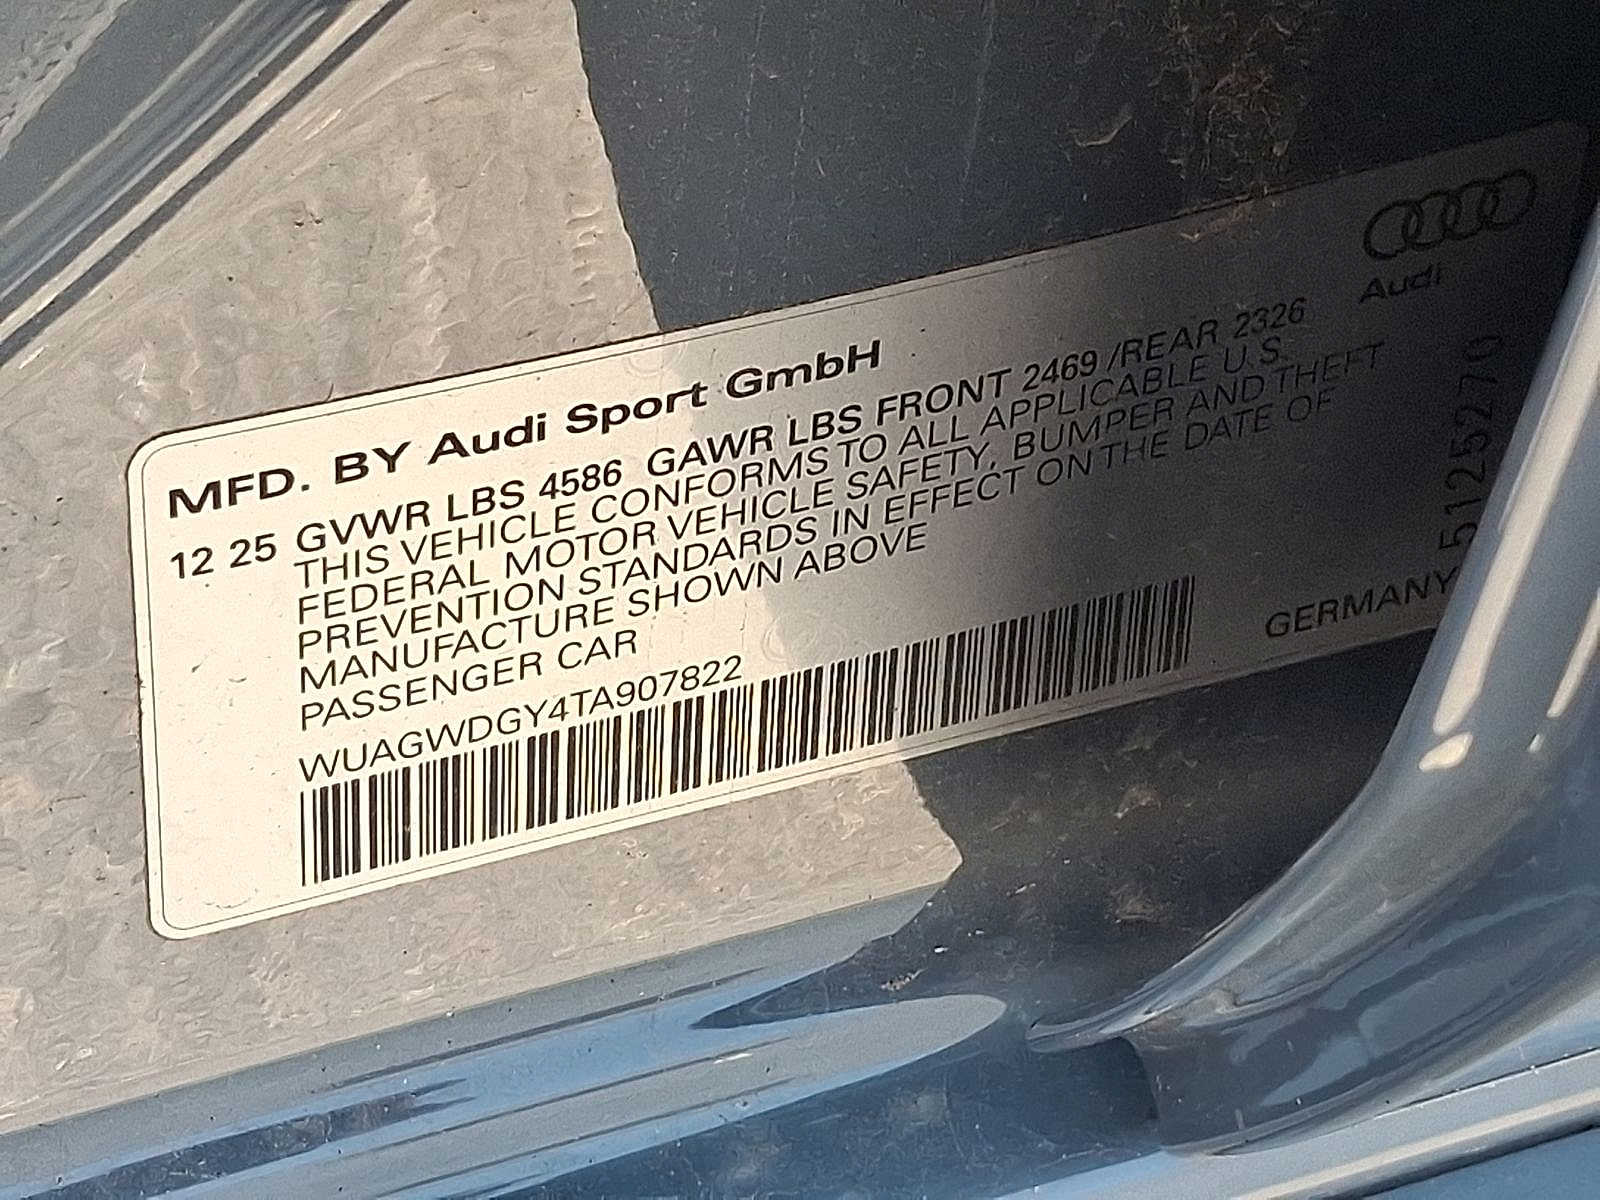 MFD. BY Audi Sport GmbH
12 25 GVWR LBS 4586 GAWR LBS FRONT 2469 /REAR 2326
THIS VEHICLE CONFORMS TO ALL APPLICABLE U.S.
FEDERAL MOTOR VEHICLE SAFETY, BUMPER AND THEFT
PREVENTION STANDARDS IN EFFECT ON THE DATE OF
MANUFACTURE SHOWN ABOVE
PASSENGER CAR
WUAGWDGY4TA907822
Audi
5125270
GERMANY